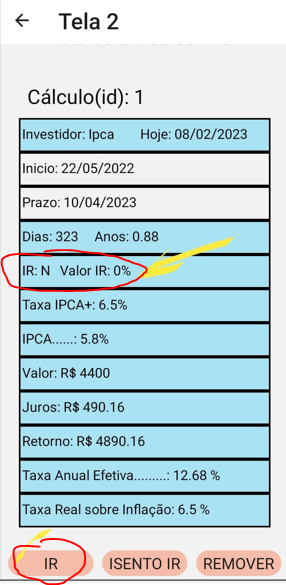 Tela 2
Cálculo(id): 1
Investidor: Ipca Hoje: 08/02/2023
Inicio: 22/05/2022
Prazo: 10/04/2023
Dias: 323 Anos: 0.88
IR: N Valor IR: 0%
Taxa IPCA+: 6.5%
IPCA......: 5.8%
Valor: R$ 4400
Juros: R$ 490.16
Retorno: R$ 4890.16
Taxa Anual Efetiva.........: 12.68 %
Taxa Real sobre Inflação: 6.5 %
IR ISENTO IR REMOVER